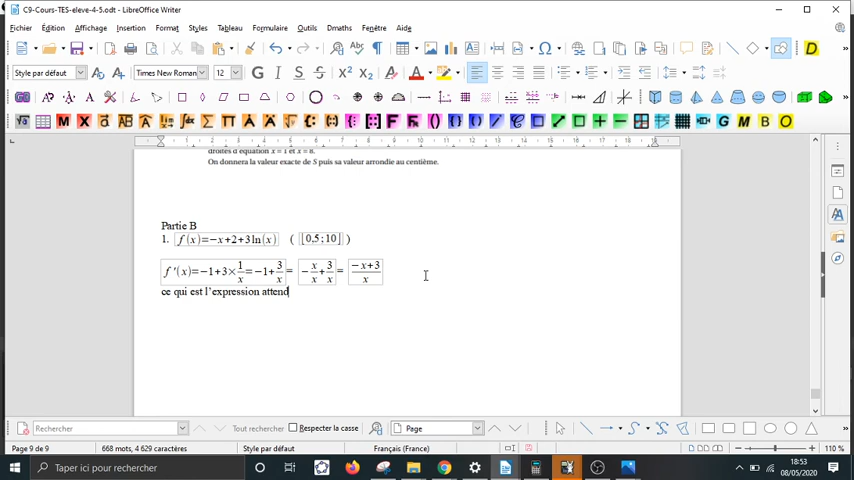 C9-Cours-TES-eleve-4-5.odt - LibreOffice Writer
Fichier Édition Affichage Insertion Format Styles Tableau Formulaire Outils Dmaths Fenêtre Aide
Style par défaut Times New Roman 12 G I S S X² X₂ A
droites d'équation x = 1 et x = 8.
On donnera la valeur exacte de S puis sa valeur arrondie au centième.
Partie B
1. f(x)=−x+2+3ln(x) ( [0,5;10] )
f'(x)=−1+3×1/x=−1+3/x = −x/x+3/x = (−x+3)/x
ce qui est l'expression attend
Rechercher Tout rechercher Respecter la casse Page
Page 9 de 9 668 mots, 4 629 caractères Style par défaut Français (France) 110 %
Taper ici pour rechercher 18:53
08/05/2020